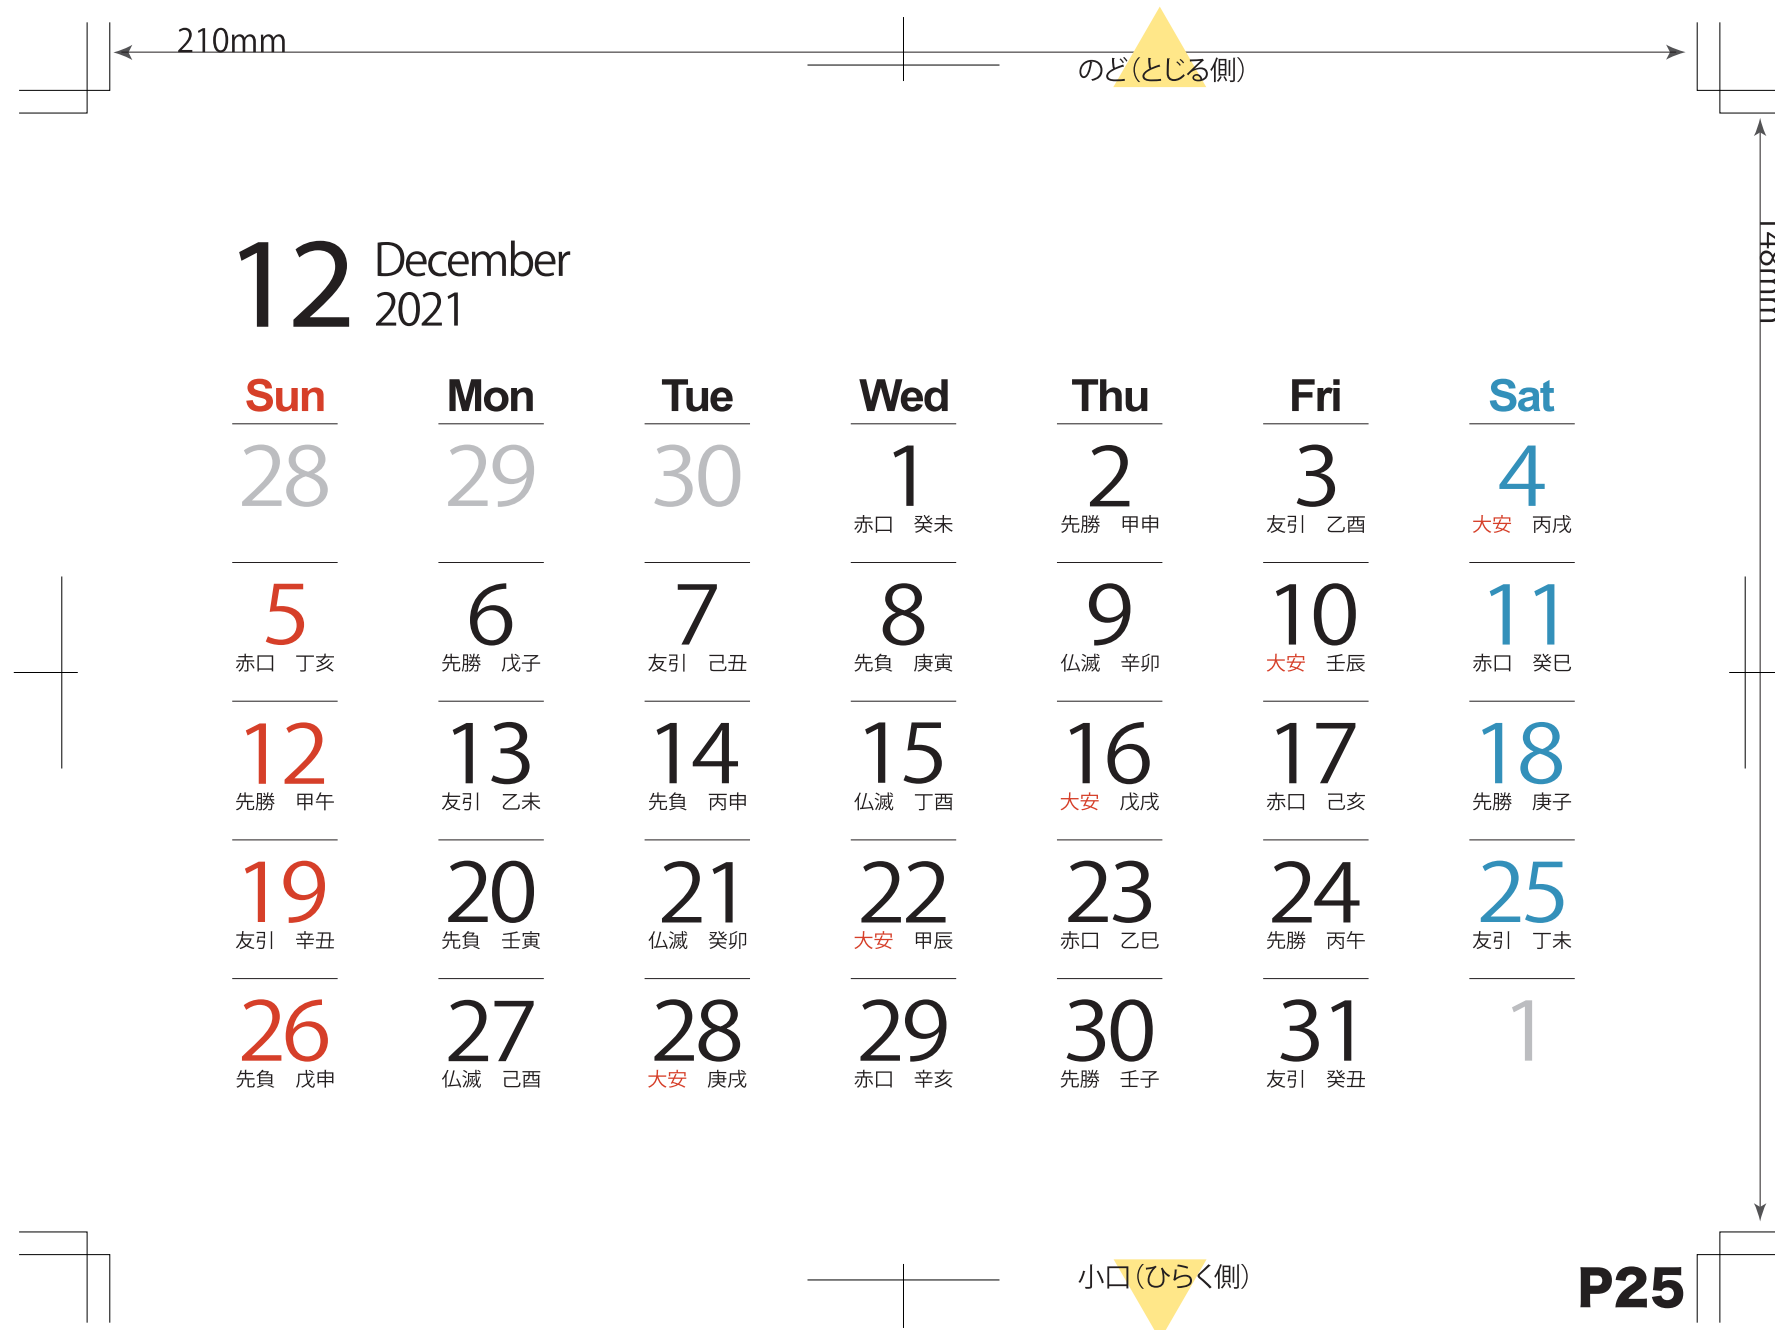 210mm
のど（とじる側）
148mm
12 December
2021
Sun Mon Tue Wed Thu Fri Sat
28 29 30 1 2 3 4
赤口 癸未 先勝 甲申 友引 乙酉 大安 丙戌
5 6 7 8 9 10 11
赤口 丁亥 先勝 戊子 友引 己丑 先負 庚寅 仏滅 辛卯 大安 壬辰 赤口 癸巳
12 13 14 15 16 17 18
先勝 甲午 友引 乙未 先負 丙申 仏滅 丁酉 大安 戊戌 赤口 己亥 先勝 庚子
19 20 21 22 23 24 25
友引 辛丑 先負 壬寅 仏滅 癸卯 大安 甲辰 赤口 乙巳 先勝 丙午 友引 丁未
26 27 28 29 30 31 1
先負 戊申 仏滅 己酉 大安 庚戌 赤口 辛亥 先勝 壬子 友引 癸丑
小口（ひらく側）
P25